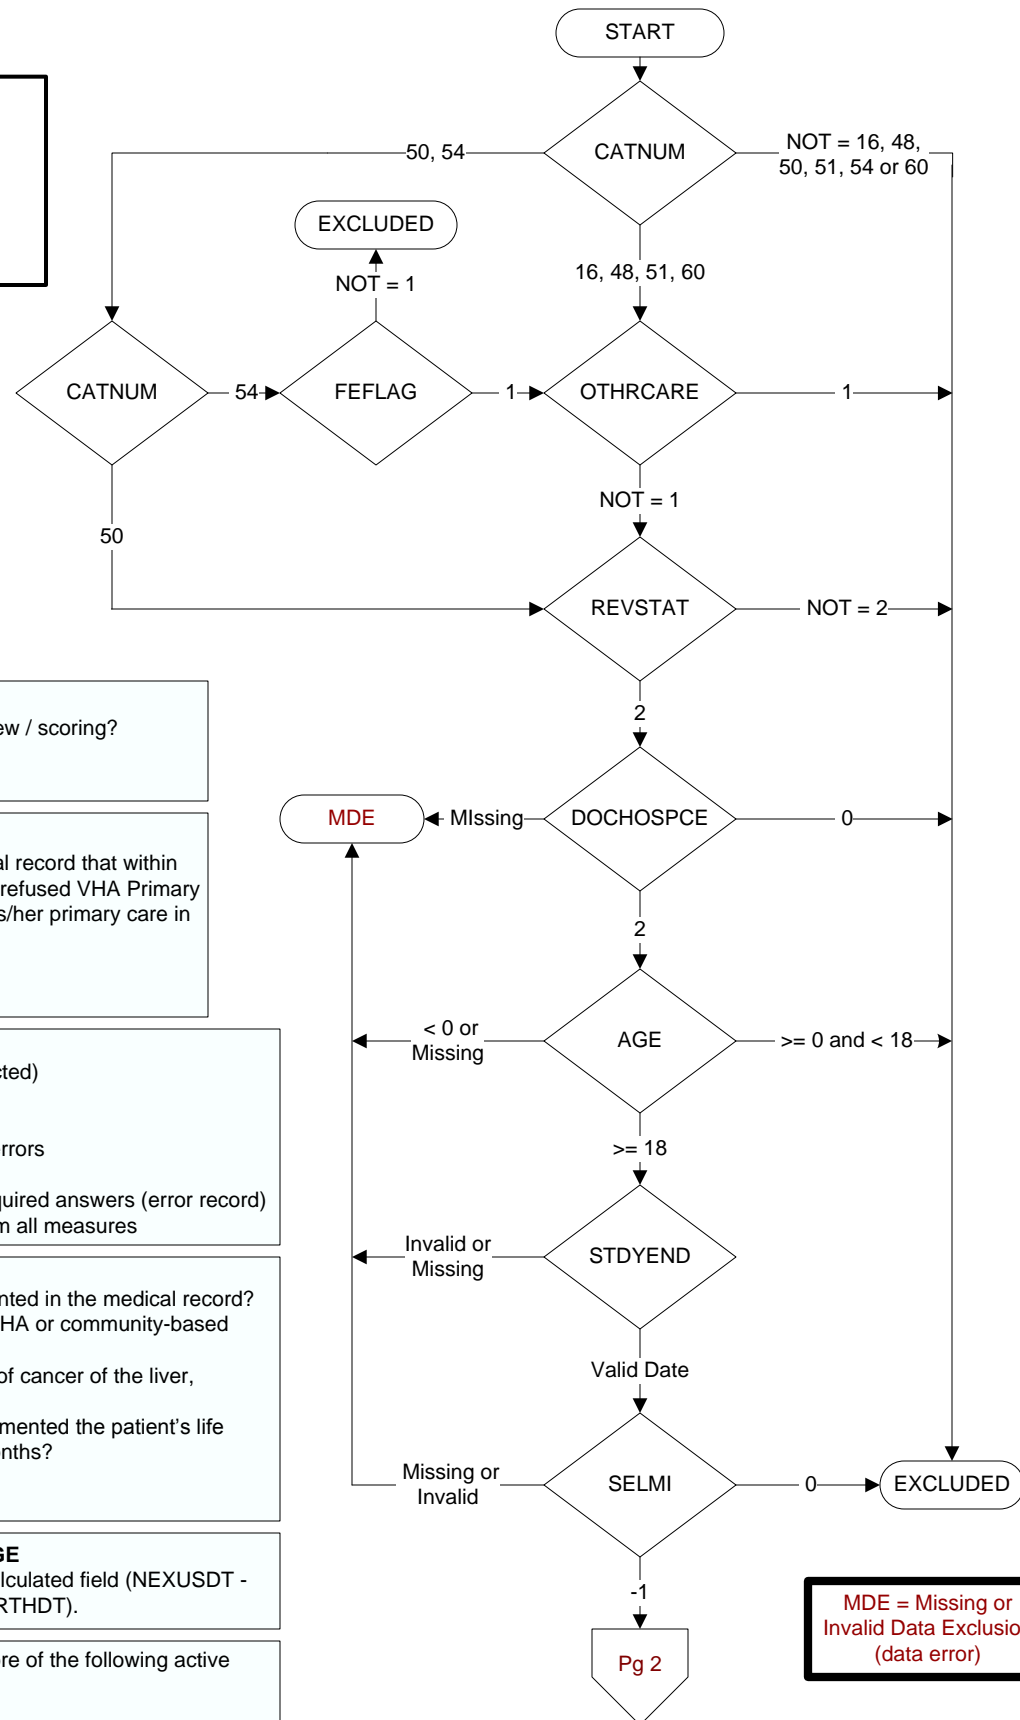 START
CATNUM
50, 54
NOT = 16, 48,
50, 51, 54 or 60
EXCLUDED
NOT = 1
16, 48, 51, 60
CATNUM
54
FEFLAG
1
OTHRCARE
1
NOT = 1
50
REVSTAT
NOT = 2
2
MDE
MIssing
DOCHOSPCE
0
2
< 0 or
Missing
AGE
>= 0 and < 18
>= 18
Invalid or
Missing
STDYEND
Valid Date
Missing or
Invalid
SELMI
0
EXCLUDED
-1
Pg 2
MDE = Missing or
Invalid Data Exclusio
(data error)
ew / scoring?
al record that within
refused VHA Primary
s/her primary care in
cted)
errors
quired answers (error record)
m all measures
nted in the medical record?
HA or community-based
of cancer of the liver,
mented the patient's life
onths?
GE
lculated field (NEXUSDT -
RTHDT).
ore of the following active